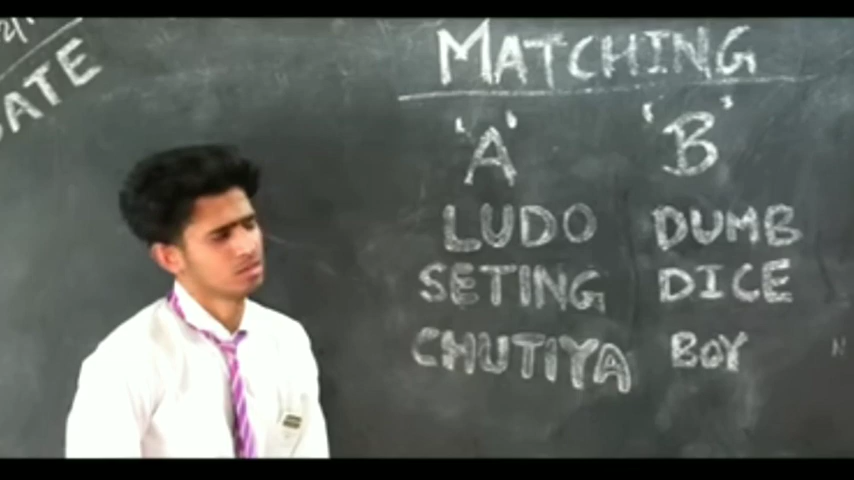 ATE
MATCHING
'A' 'B'
LUDO DUMB
SETING DICE
CHUTIYA BOY
N